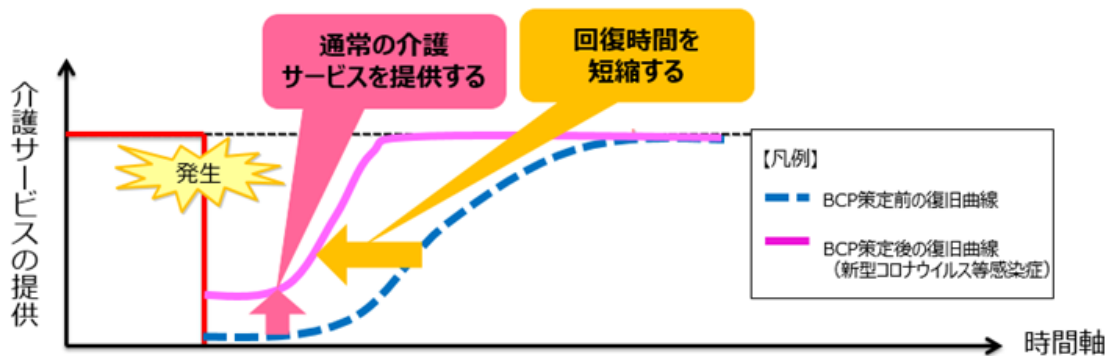 通常の介護
サービスを提供する
回復時間を
短縮する
介護サービスの提供
発生
【凡例】
BCP策定前の復旧曲線
BCP策定後の復旧曲線
（新型コロナウイルス等感染症）
時間軸